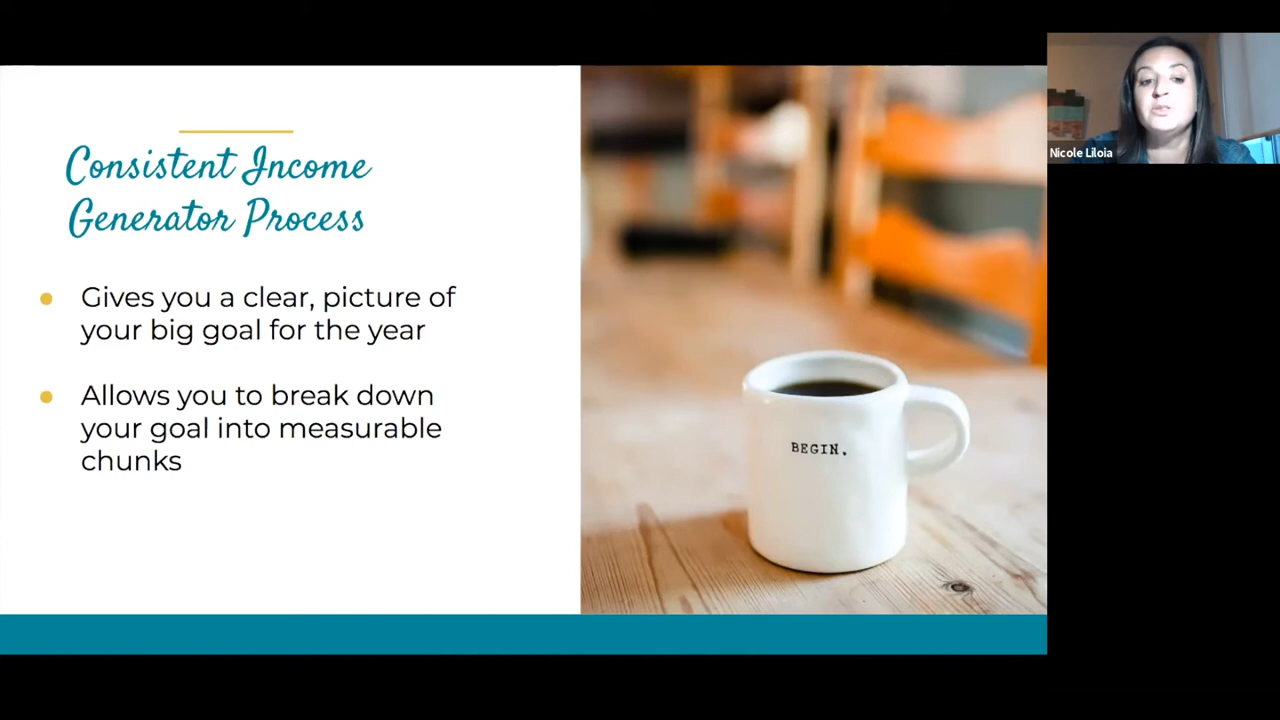 Consistent Income
Generator Process
Gives you a clear, picture of
your big goal for the year
Allows you to break down
your goal into measurable
chunks
BEGIN.
Nicole Liloia